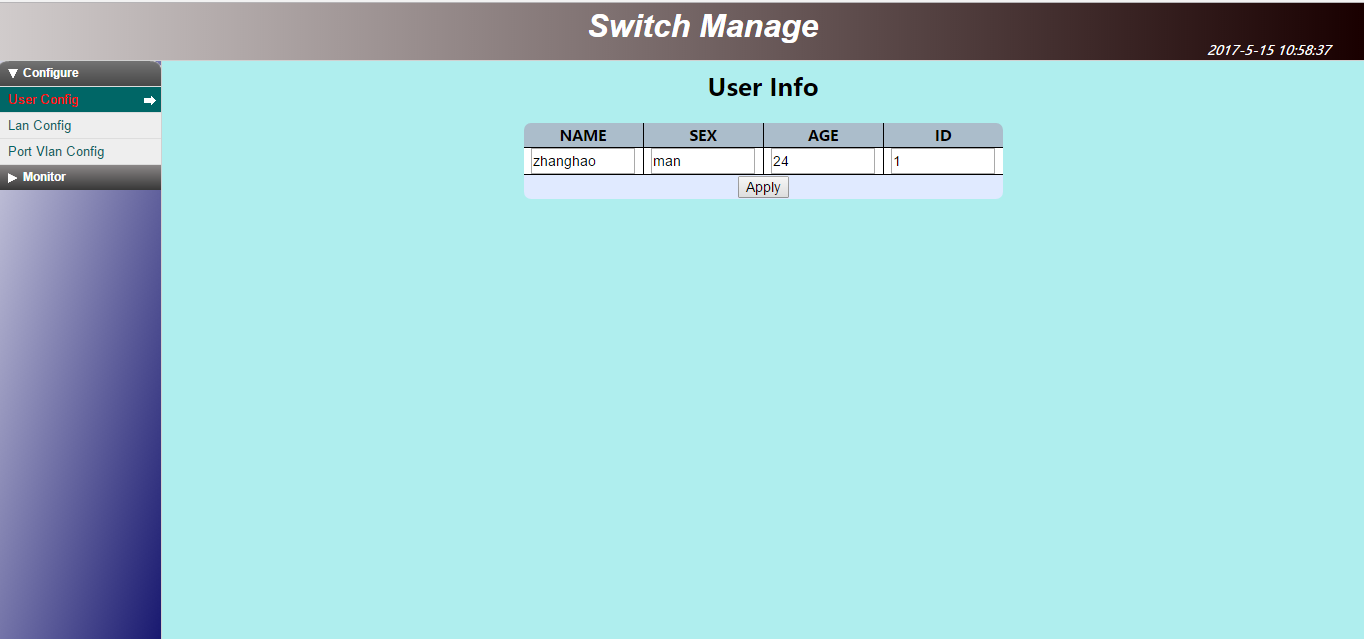 Switch Manage
2017-5-15 10:58:37
Configure
User Config
Lan Config
Port Vlan Config
Monitor
User Info
NAME SEX AGE ID
zhanghao man 24 1
Apply